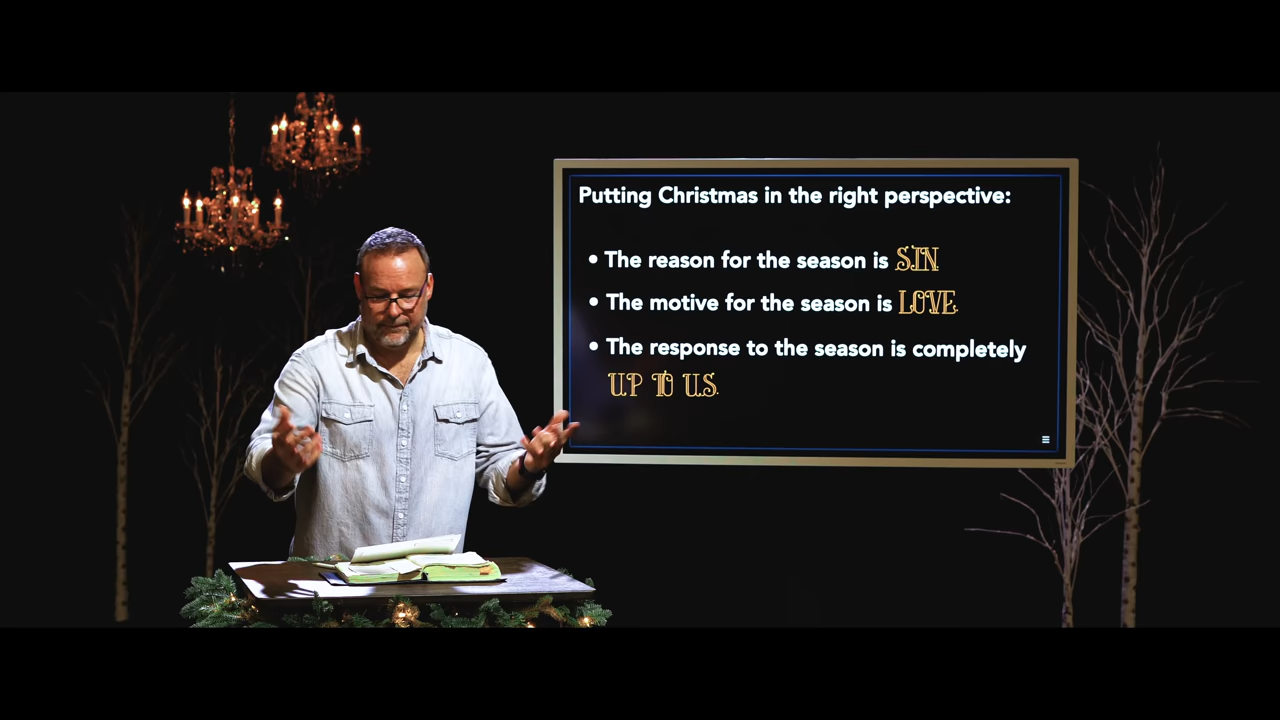 Putting Christmas in the right perspective:
• The reason for the season is SIN
• The motive for the season is LOVE
• The response to the season is completely
UP TO US.